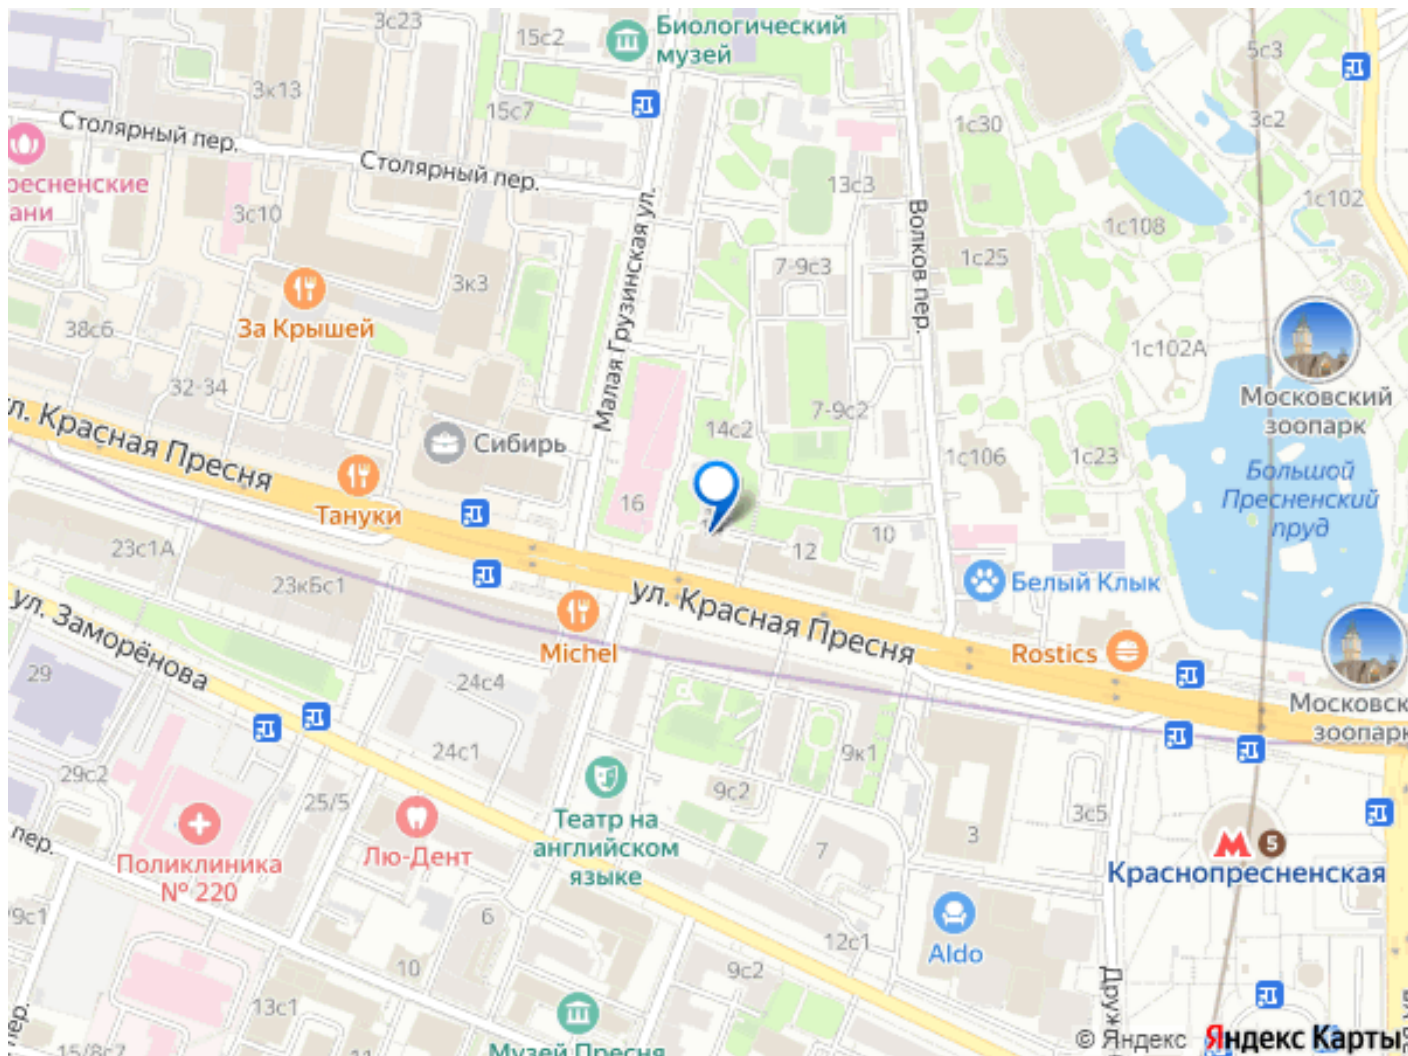 3с23
15с2
Биологический
музей
5с3
3к13
15с7
1с30
3с2
Столярный пер.
Столярный пер.
ресненские
ани
3с10
13с3
1с102
Малая Грузинская ул.
Волков пер.
1с108
1с25
7-9с3
3к3
За Крышей
38с6
1с102А
32-34
Московский
зоопарк
7-9с2
14с2
ул. Красная Пресня
Сибирь
1с106
1с23
Большой
Пресненский
пруд
16
Тануки
12
10
23с1А
23кБс1
Белый Клык
ул. Красная Пресня
ул. Заморёнова
Michel
Rostics
29
24с4
Московск
зоопарк
24с1
9к1
29с2
9с2
25/5
3с5
Театр на
английском
языке
3
7
пер.
Поликлиника
№ 220
Лю-Дент
5
Краснопресненская
9с1
6
12с1
Aldo
10
9с2
Друж
13с1
пер.
© Яндекс
Яндекс Карты
15/8с7
11
Музей Пресня